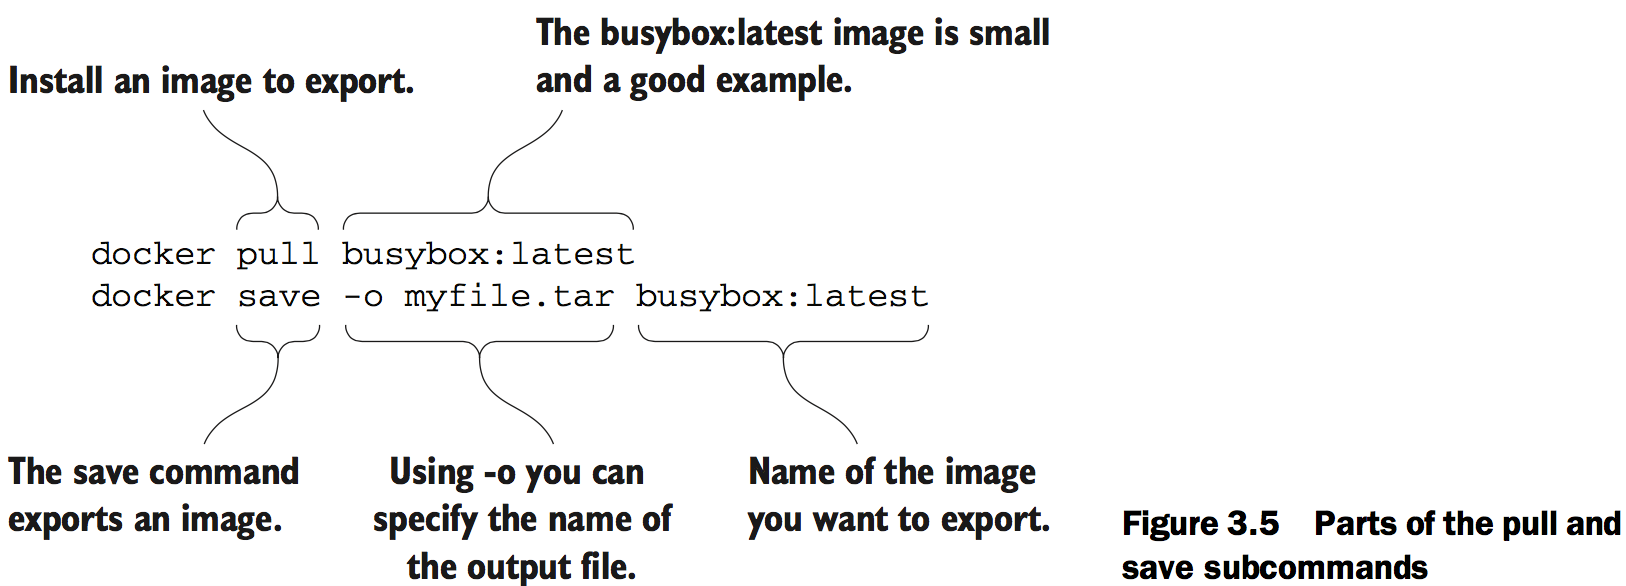 The busybox:latest image is small
and a good example.
Install an image to export.
docker pull busybox:latest
docker save -o myfile.tar busybox:latest
The save command
exports an image.
Using -o you can
specify the name of
the output file.
Name of the image
you want to export.
Figure 3.5 Parts of the pull and
save subcommands